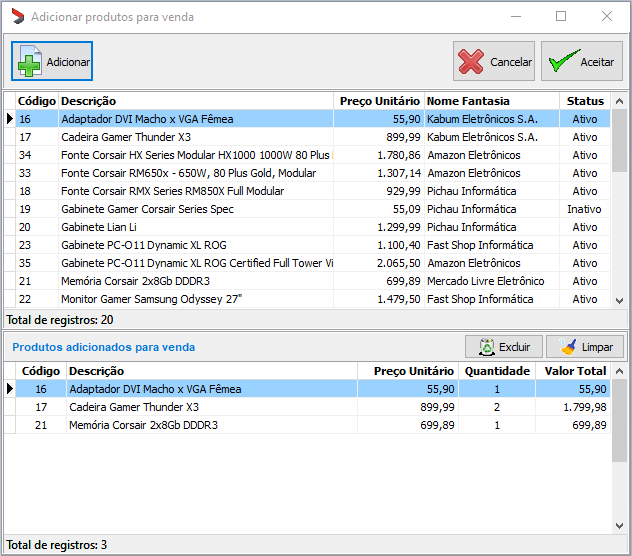 Adicionar produtos para venda
Adicionar Cancelar Aceitar
Código Descrição Preço Unitário Nome Fantasia Status
16 Adaptador DVI Macho x VGA Fêmea 55,90 Kabum Eletrônicos S.A. Ativo
17 Cadeira Gamer Thunder X3 899,99 Kabum Eletrônicos S.A. Ativo
34 Fonte Corsair HX Series Modular HX1000 1000W 80 Plus 1.780,86 Amazon Eletrônicos Ativo
33 Fonte Corsair RM650x - 650W, 80 Plus Gold, Modular 1.307,14 Amazon Eletrônicos Ativo
18 Fonte Corsair RMX Series RM850X Full Modular 929,99 Pichau Informática Ativo
19 Gabinete Gamer Corsair Series Spec 55,09 Pichau Informática Inativo
20 Gabinete Lian Li 1.299,99 Pichau Informática Ativo
23 Gabinete PC-O11 Dynamic XL ROG 1.100,40 Fast Shop Informática Ativo
35 Gabinete PC-O11 Dynamic XL ROG Certified Full Tower Vi 2.065,50 Amazon Eletrônicos Ativo
21 Memória Corsair 2x8Gb DDDR3 699,89 Mercado Livre Eletrônico Ativo
22 Monitor Gamer Samsung Odyssey 27" 1.479,50 Fast Shop Informática Ativo
Total de registros: 20
Produtos adicionados para venda Excluir Limpar
Código Descrição Preço Unitário Quantidade Valor Total
16 Adaptador DVI Macho x VGA Fêmea 55,90 1 55,90
17 Cadeira Gamer Thunder X3 899,99 2 1.799,98
21 Memória Corsair 2x8Gb DDDR3 699,89 1 699,89
Total de registros: 3